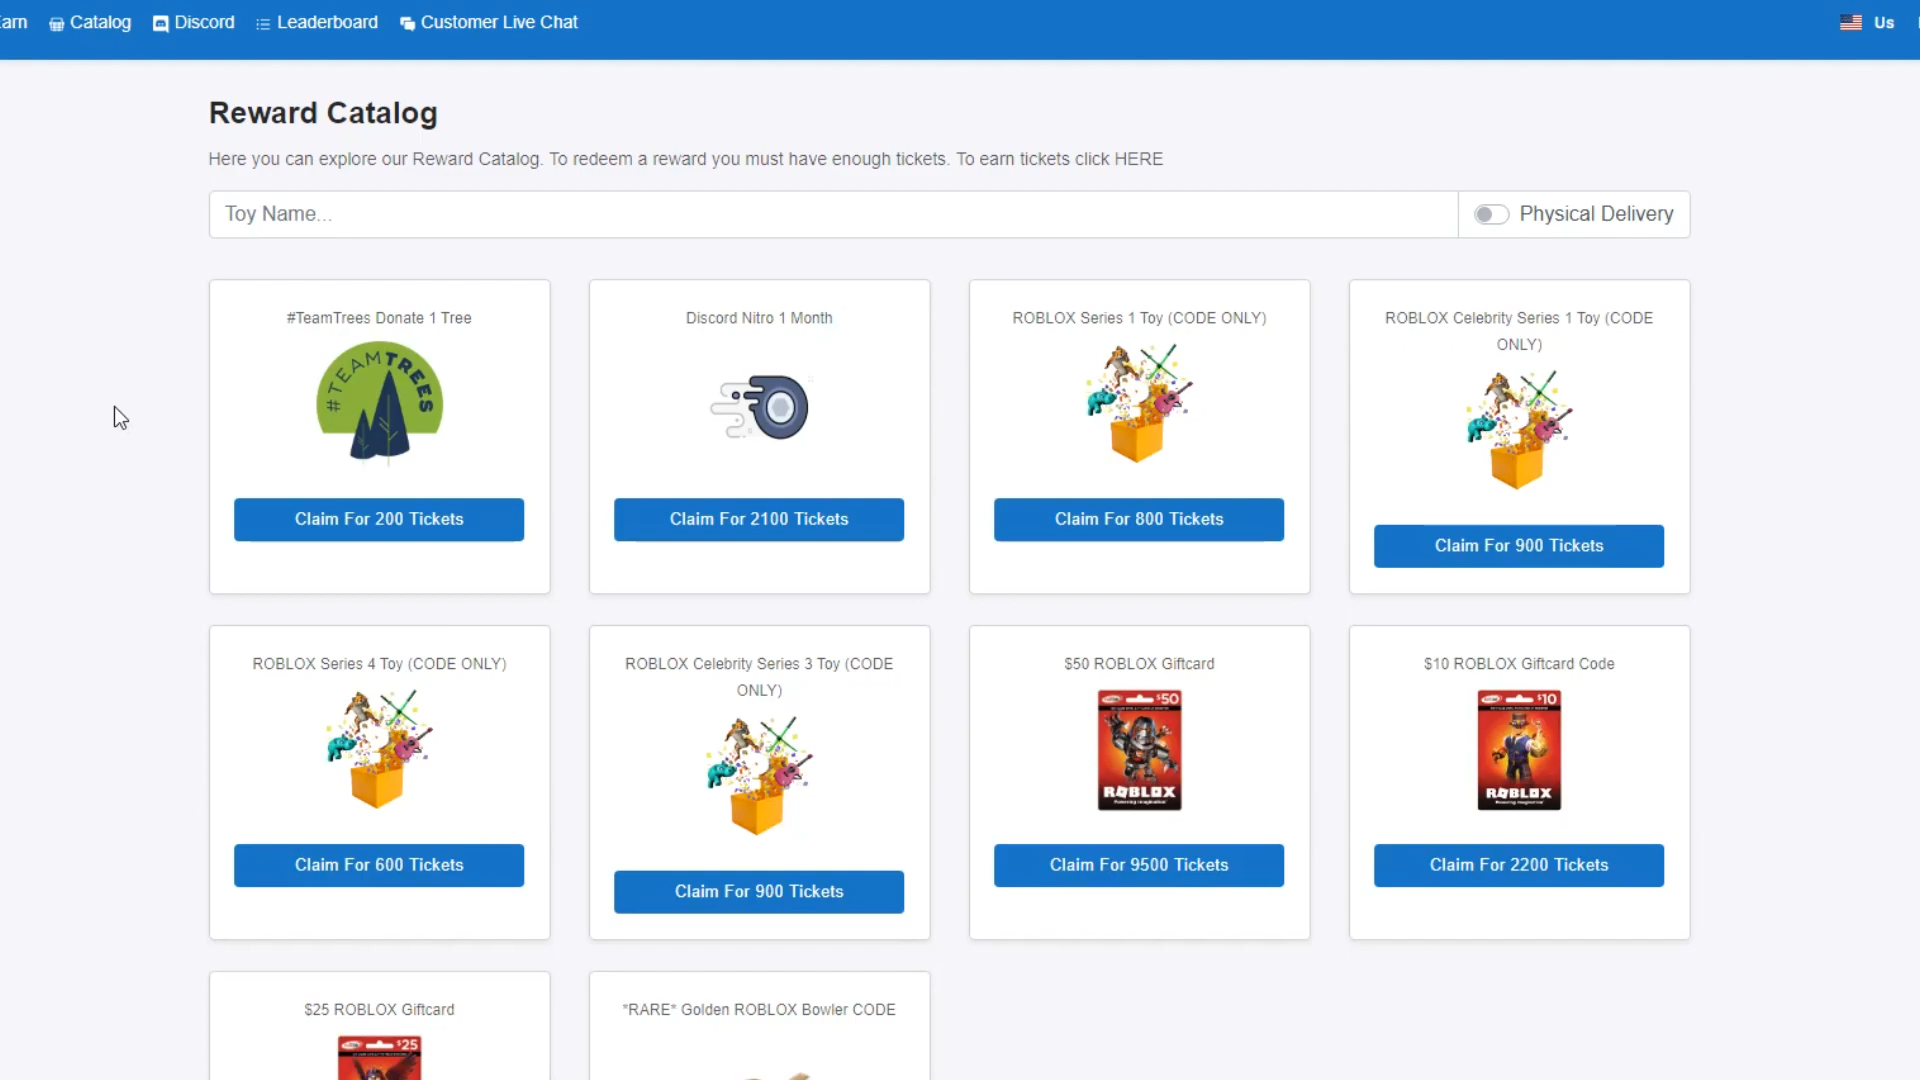 arn Catalog Discord Leaderboard Customer Live Chat Us
Reward Catalog
Here you can explore our Reward Catalog. To redeem a reward you must have enough tickets. To earn tickets click HERE
Toy Name... Physical Delivery
#TeamTrees Donate 1 Tree
#TEAMTREES
Claim For 200 Tickets
Discord Nitro 1 Month
Claim For 2100 Tickets
ROBLOX Series 1 Toy (CODE ONLY)
Claim For 800 Tickets
ROBLOX Celebrity Series 1 Toy (CODE
ONLY)
Claim For 900 Tickets
ROBLOX Series 4 Toy (CODE ONLY)
Claim For 600 Tickets
ROBLOX Celebrity Series 3 Toy (CODE
ONLY)
Claim For 900 Tickets
$50 ROBLOX Giftcard
$50
ROBLOX
Powering Imagination
Claim For 9500 Tickets
$10 ROBLOX Giftcard Code
$10
ROBLOX
Powering Imagination
Claim For 2200 Tickets
$25 ROBLOX Giftcard
$25
*RARE* Golden ROBLOX Bowler CODE